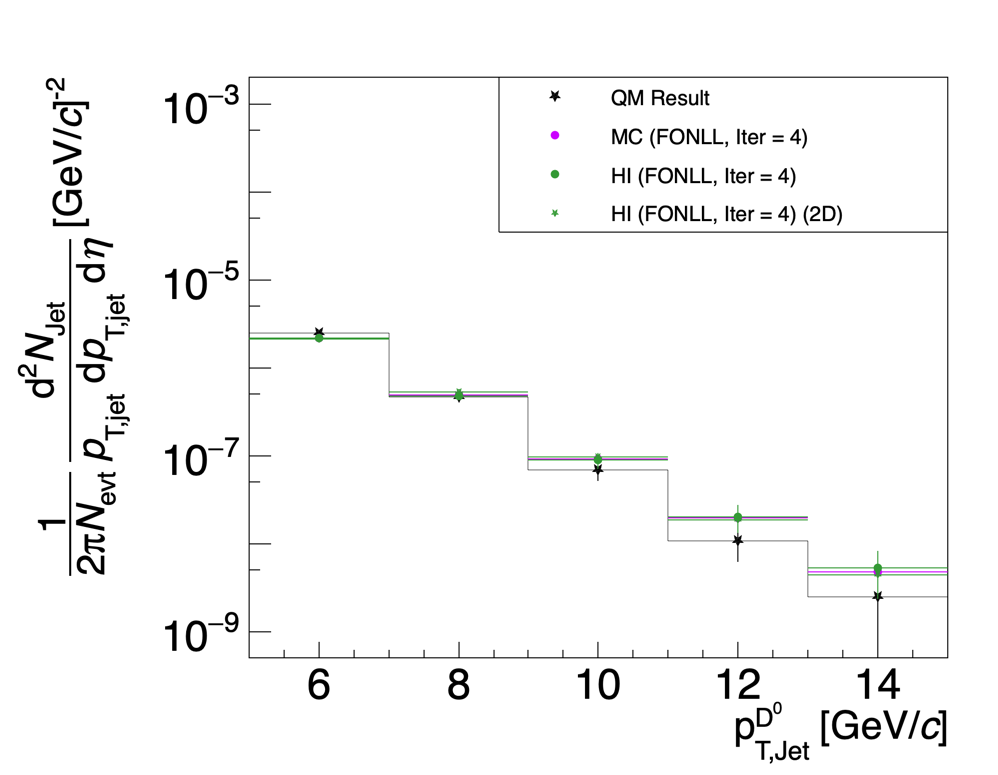 1 d²N_Jet
2πN_evt p_T,jet dp_T,jet dη [GeV/c]⁻²
10⁻³
10⁻⁵
10⁻⁷
10⁻⁹
QM Result
MC (FONLL, Iter = 4)
HI (FONLL, Iter = 4)
HI (FONLL, Iter = 4) (2D)
6 8 10 12 14
p_T,Jet^D⁰ [GeV/c]